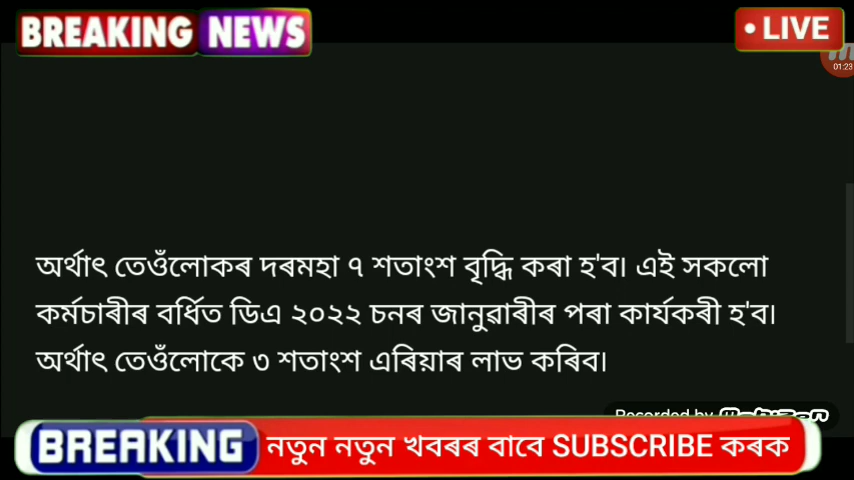 BREAKING NEWS
• LIVE
01:23
অৰ্থাৎ তেওঁলোকৰ দৰমহা ৭ শতাংশ বৃদ্ধি কৰা হ'ব। এই সকলো
কৰ্মচাৰীৰ বৰ্ধিত ডিএ ২০২২ চনৰ জানুৱাৰীৰ পৰা কাৰ্যকৰী হ'ব।
অৰ্থাৎ তেওঁলোকে ৩ শতাংশ এৰিয়াৰ লাভ কৰিব।
Recorded by
BREAKING নতুন নতুন খবৰৰ বাবে SUBSCRIBE কৰক